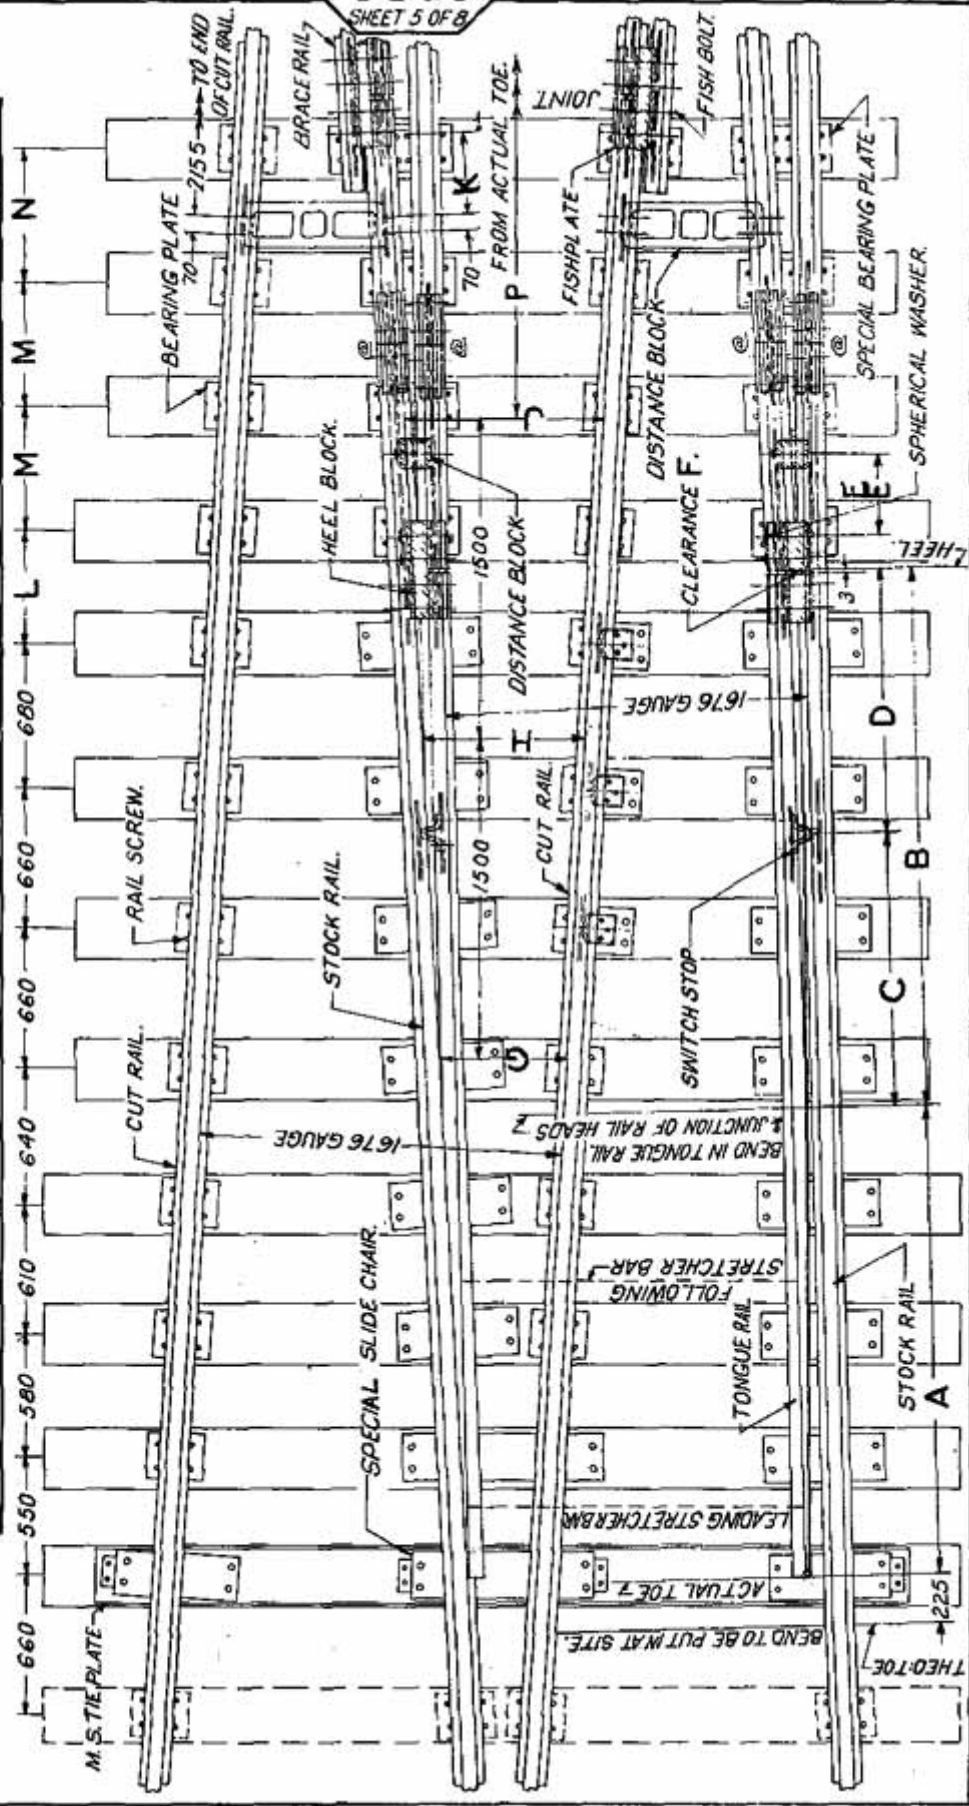 SHEET 5 OF 8
660
550
580
610
640
660
660
680
L
M
M
N
M.S. TIE PLATE
CUT RAIL.
RAIL SCREW.
BEARING PLATE
70
2155
TO END
OF CUT RAIL.
BRACE RAIL
1676 GAUGE
SPECIAL SLIDE CHAIR.
STOCK RAIL.
HEEL BLOCK.
@
@
70
K
P
FROM ACTUAL TOE.
G
1500
H
1500
J
1676 GAUGE
DISTANCE BLOCK
CUT RAIL.
FISHPLATE
JOINT
FISH BOLT.
DISTANCE BLOCK
CLEARANCE F.
BEND TO BE PUT IN AT SITE.
ACTUAL TOE
LEADING STRETCHER BAR
FOLLOWING
STRETCHER BAR
BEND IN TONGUE RAIL
& JUNCTION OF RAIL HEADS
TONGUE RAIL
SWITCH STOP
@
@
SPECIAL BEARING PLATE
SPHERICAL WASHER.
E
HEEL.
3
THEO: TOE
225
STOCK RAIL
A
B
C
D